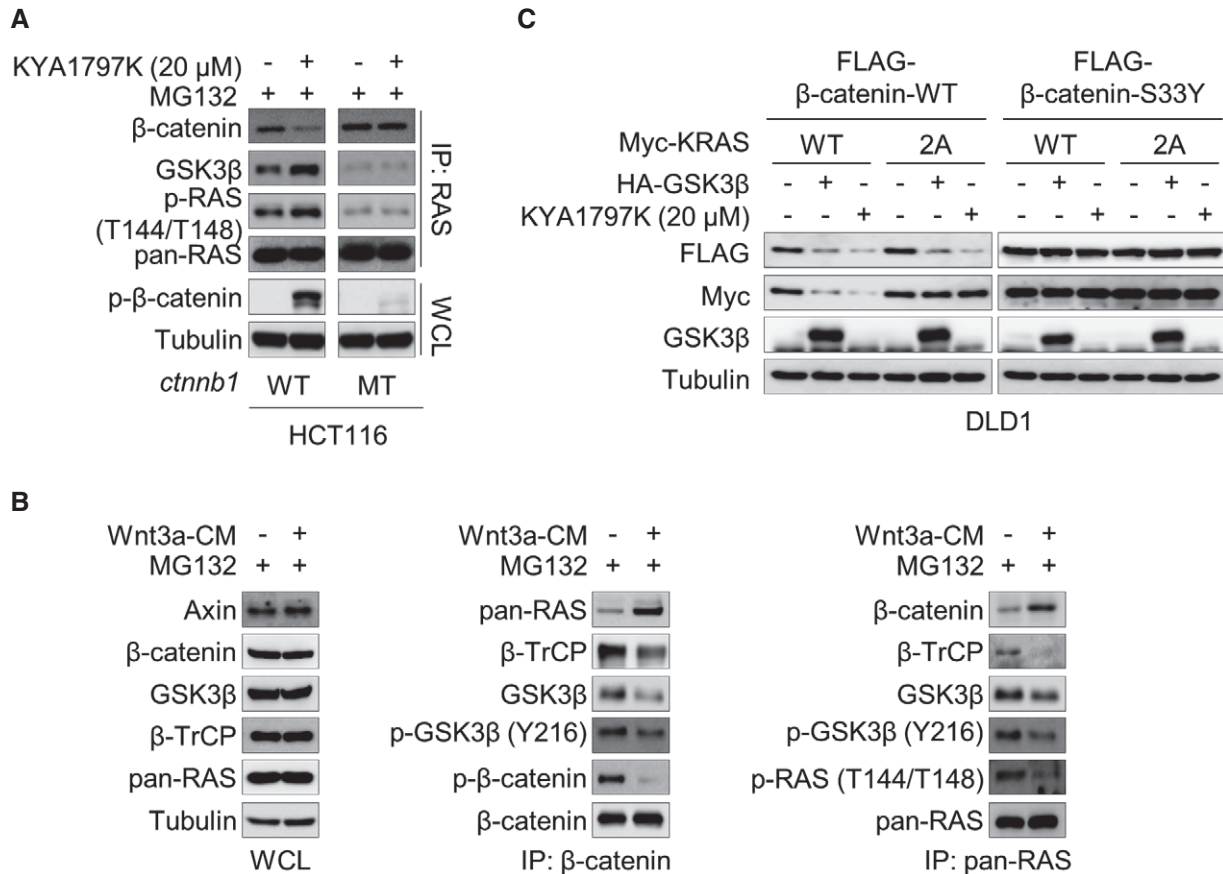 A
KYA1797K (20 μM) - +
MG132 + +
β-catenin
GSK3β
p-RAS
(T144/T148)
pan-RAS
IP: RAS
p-β-catenin
Tubulin
WCL
ctnnb1 WT MT
HCT116
C
FLAG- FLAG-
β-catenin-WT β-catenin-S33Y
Myc-KRAS WT 2A WT 2A
HA-GSK3β - + - - + - - + - - + -
KYA1797K (20 μM) - - + - - + - - + - - +
FLAG
Myc
GSK3β
Tubulin
DLD1
- +
+ +
B
Wnt3a-CM - +
MG132 + +
Axin
β-catenin
GSK3β
β-TrCP
pan-RAS
Tubulin
WCL
Wnt3a-CM - +
MG132 + +
pan-RAS
β-TrCP
GSK3β
p-GSK3β (Y216)
p-β-catenin
β-catenin
IP: β-catenin
Wnt3a-CM - +
MG132 + +
β-catenin
β-TrCP
GSK3β
p-GSK3β (Y216)
p-RAS (T144/T148)
pan-RAS
IP: pan-RAS